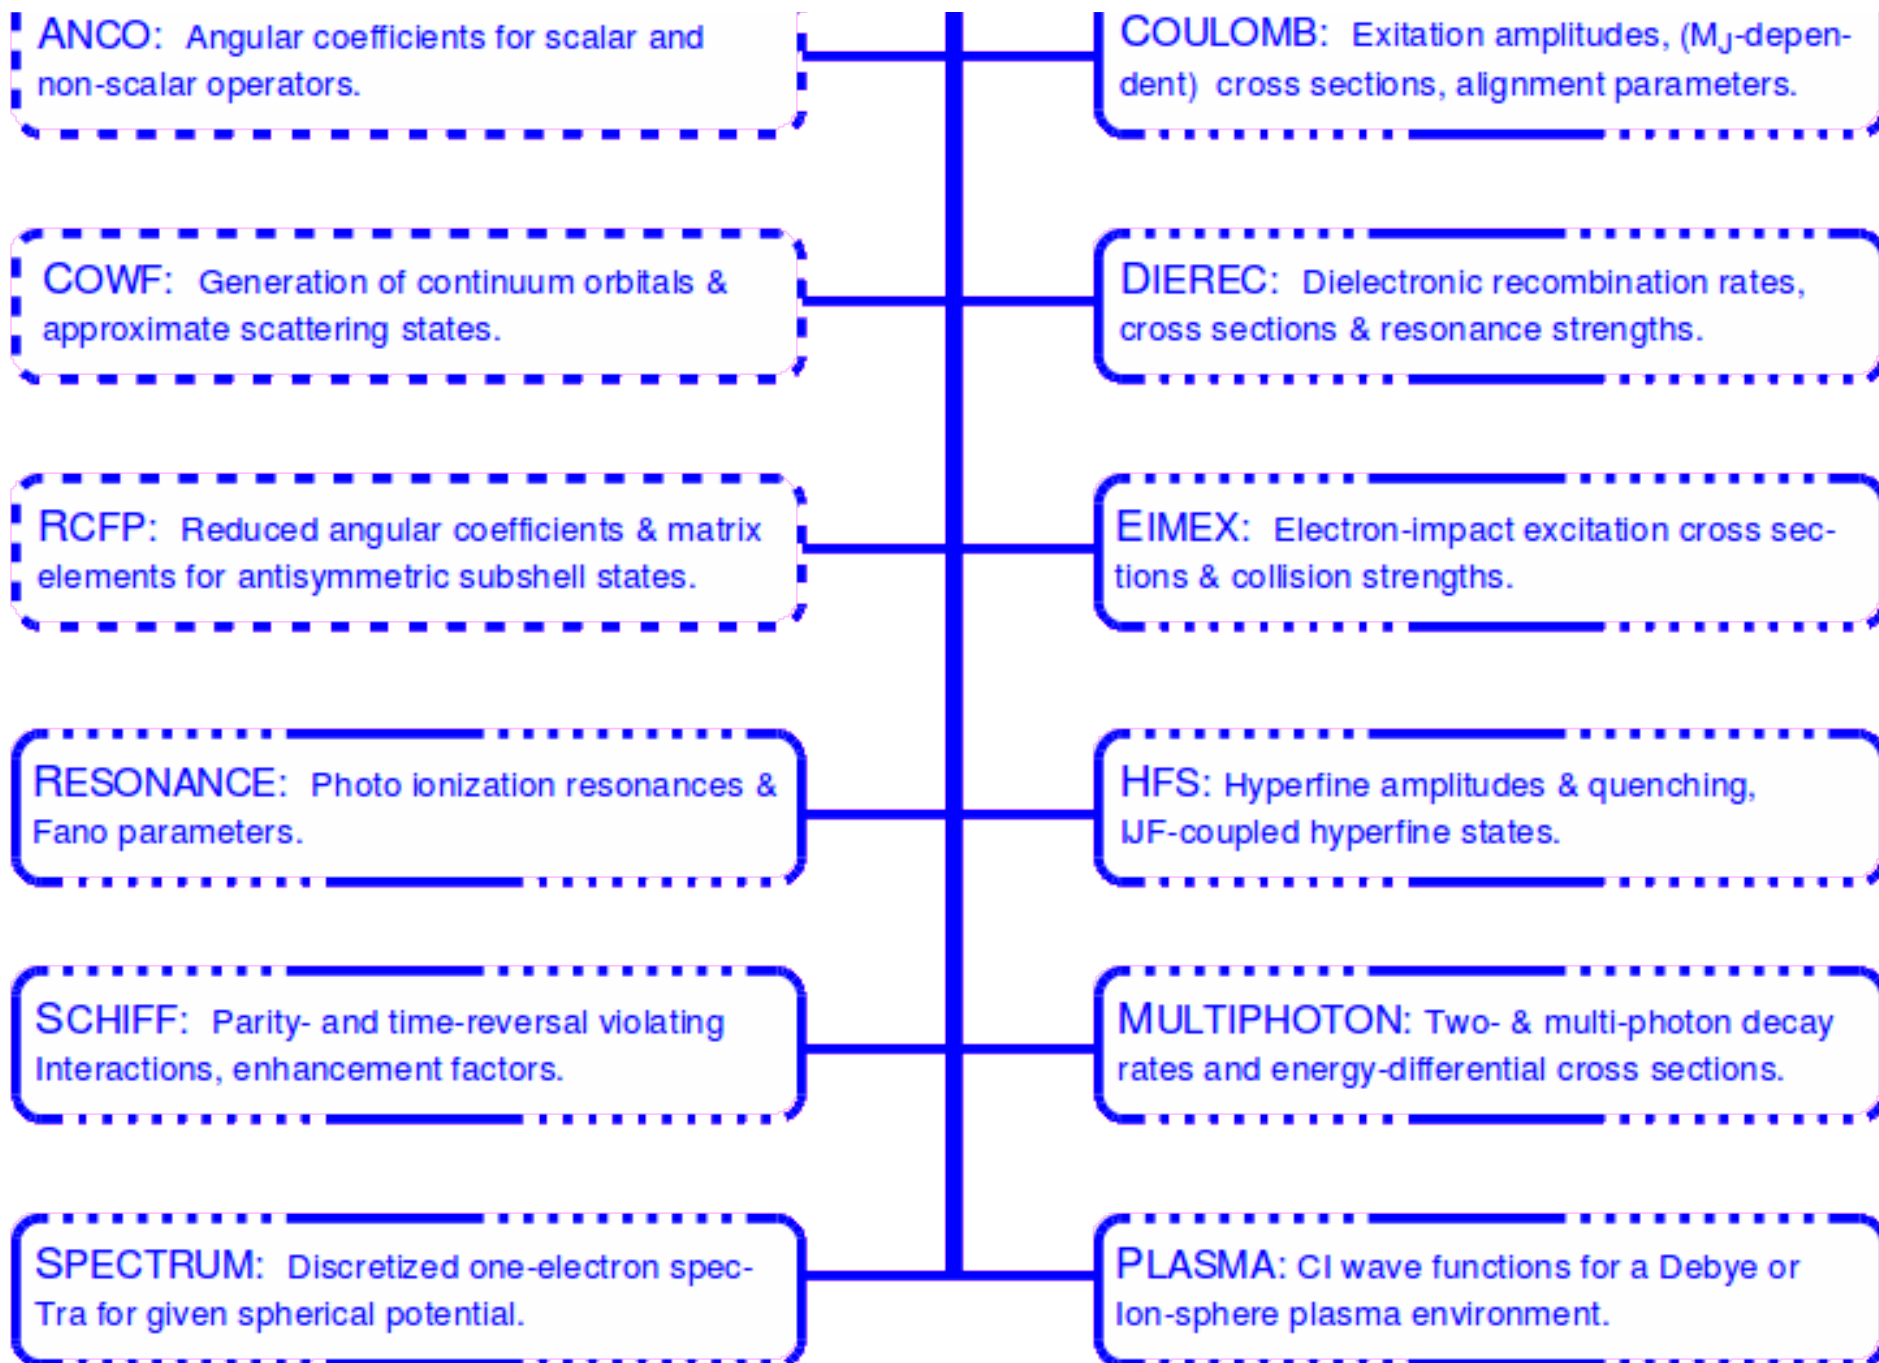 ANCO: Angular coefficients for scalar and
non-scalar operators.
COULOMB: Exitation amplitudes, (MJ-depen-
dent) cross sections, alignment parameters.
COWF: Generation of continuum orbitals &
approximate scattering states.
DIEREC: Dielectronic recombination rates,
cross sections & resonance strengths.
RCFP: Reduced angular coefficients & matrix
elements for antisymmetric subshell states.
EIMEX: Electron-impact excitation cross sec-
tions & collision strengths.
RESONANCE: Photo ionization resonances &
Fano parameters.
HFS: Hyperfine amplitudes & quenching,
IJF-coupled hyperfine states.
SCHIFF: Parity- and time-reversal violating
Interactions, enhancement factors.
MULTIPHOTON: Two- & multi-photon decay
rates and energy-differential cross sections.
SPECTRUM: Discretized one-electron spec-
Tra for given spherical potential.
PLASMA: CI wave functions for a Debye or
Ion-sphere plasma environment.